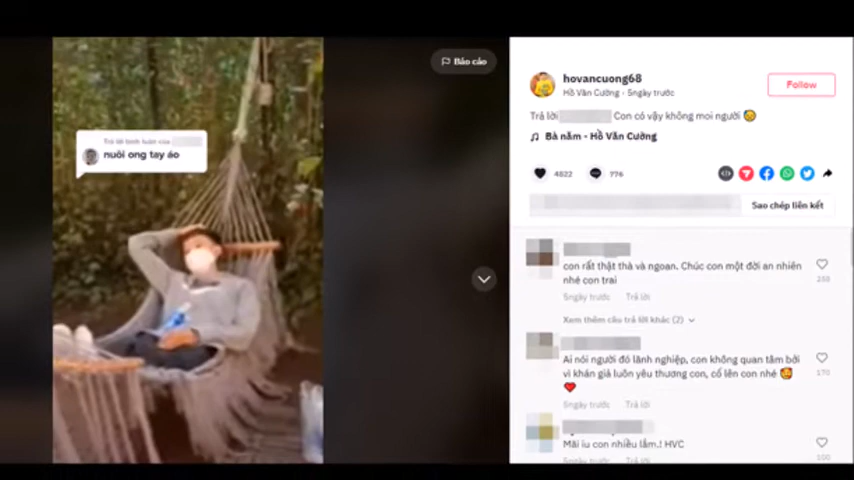 Báo cáo
Trả lời bình luận của
nuôi ong tay áo
hovancuong68
Hồ Văn Cường · 5ngày trước
Follow
Trả lời Con có vậy không moi người
Bà năm - Hồ Văn Cường
4822
776
Sao chép liên kết
con rất thật thà và ngoan. Chúc con một đời an nhiên
nhé con trai
5ngày trước Trả lời
Xem thêm câu trả lời khác (2)
Ai nói người đó lãnh nghiệp, con không quan tâm bởi
vì khán giả luôn yêu thương con, cố lên con nhé
170
5ngày trước Trả lời
Mãi iu con nhiều lắm.! HVC
100
5ngày trước Trả lời